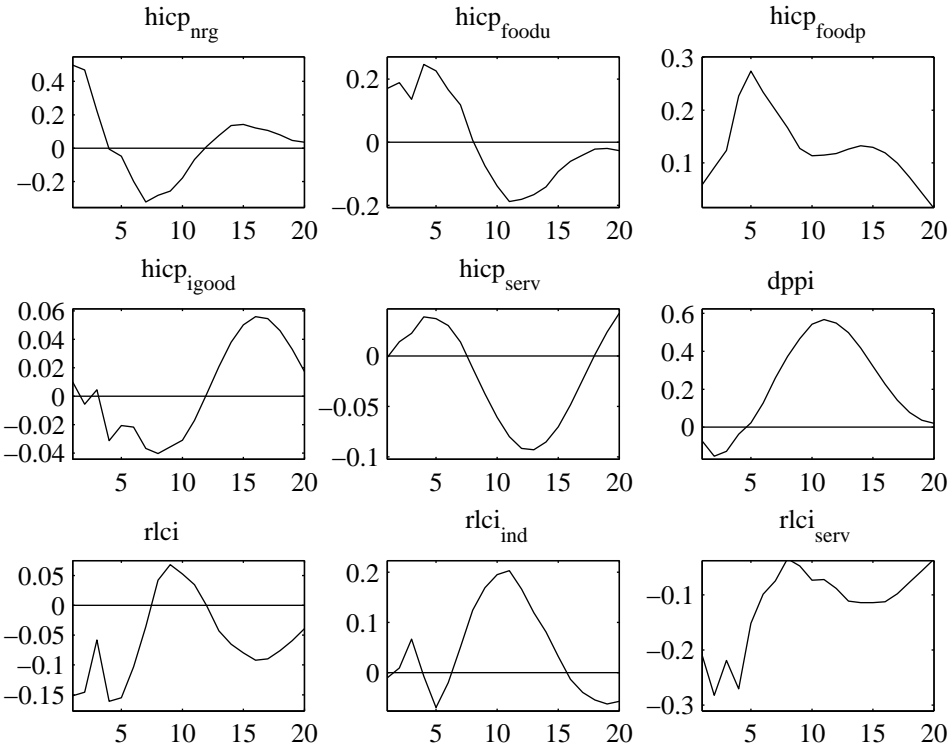 hicp_nrg hicp_foodu hicp_foodp
0.4 0.2 0 −0.2
5 10 15 20
0.2 0 −0.2
5 10 15 20
0.3 0.2 0.1
5 10 15 20
hicp_igood hicp_serv dppi
0.06 0.04 0.02 0 −0.02 −0.04
5 10 15 20
0 −0.05 −0.1
5 10 15 20
0.6 0.4 0.2 0
5 10 15 20
rlci rlci_ind rlci_serv
0.05 0 −0.05 −0.1 −0.15
5 10 15 20
0.2 0.1 0
5 10 15 20
−0.1 −0.2 −0.3
5 10 15 20